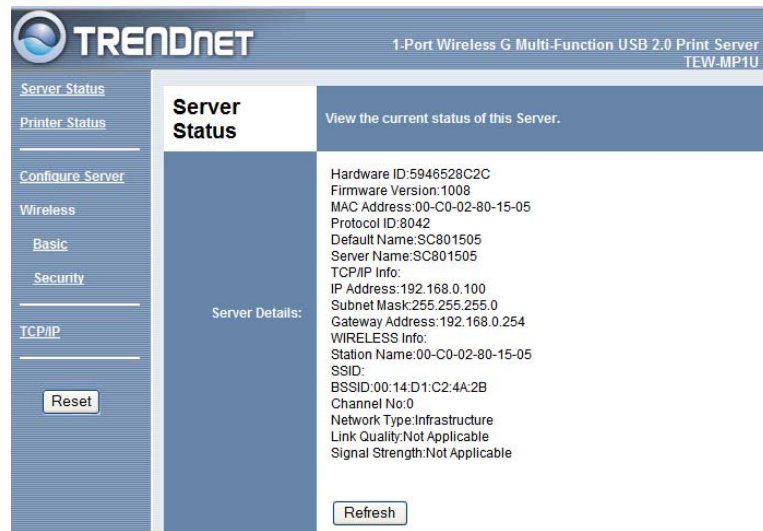 TRENDnet
1-Port Wireless G Multi-Function USB 2.0 Print Server
TEW-MP1U
Server Status
Printer Status
Configure Server
Wireless
Basic
Security
TCP/IP
Reset
Server
Status
View the current status of this Server.
Server Details:
Hardware ID:5946528C2C
Firmware Version:1008
MAC Address:00-C0-02-80-15-05
Protocol ID:8042
Default Name:SC801505
Server Name:SC801505
TCP/IP Info:
IP Address:192.168.0.100
Subnet Mask:255.255.255.0
Gateway Address:192.168.0.254
WIRELESS Info:
Station Name:00-C0-02-80-15-05
SSID:
BSSID:00:14:D1:C2:4A:2B
Channel No:0
Network Type:Infrastructure
Link Quality:Not Applicable
Signal Strength:Not Applicable
Refresh